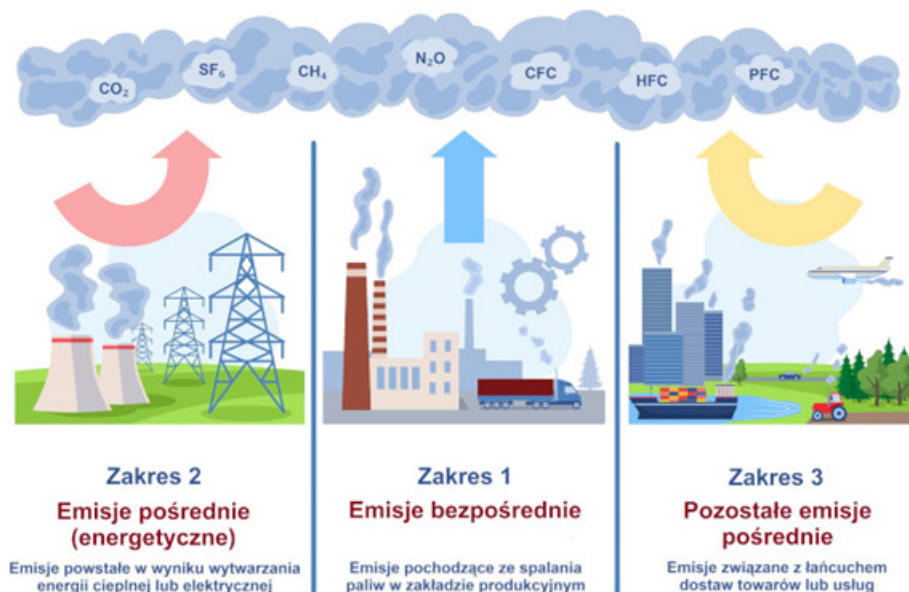 CO₂
SF₆
CH₄
N₂O
CFC
HFC
PFC
Zakres 2
Emisje pośrednie
(energetyczne)
Emisje powstałe w wyniku wytwarzania
energii cieplnej lub elektrycznej
Zakres 1
Emisje bezpośrednie
Emisje pochodzące ze spalania
paliw w zakładzie produkcyjnym
Zakres 3
Pozostałe emisje
pośrednie
Emisje związane z łańcuchem
dostaw towarów lub usług